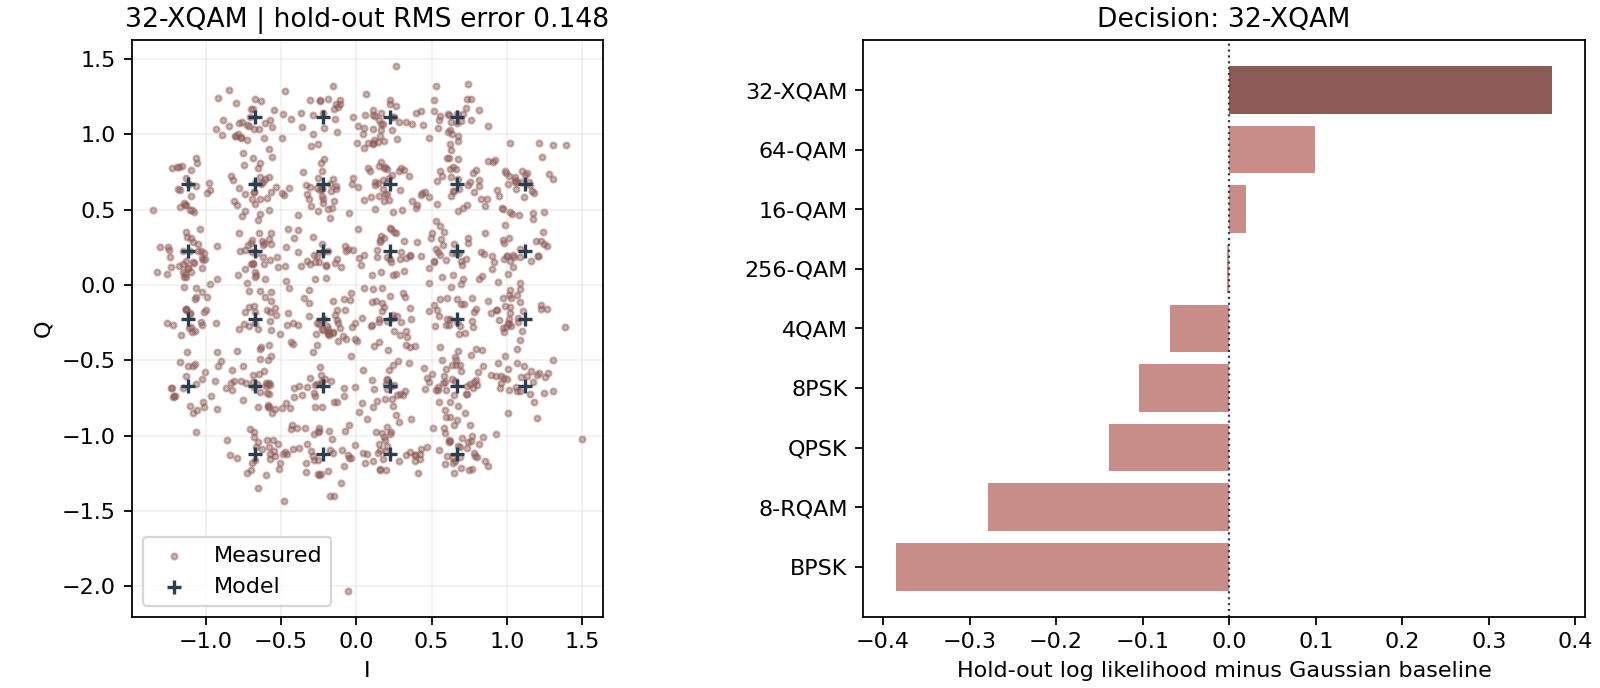 32-XQAM | hold-out RMS error 0.148
1.5
1.0
0.5
0.0
−0.5
−1.0
−1.5
−2.0
Q
Measured
Model
−1.0
−0.5
0.0
0.5
1.0
1.5
I
Decision: 32-XQAM
32-XQAM
64-QAM
16-QAM
256-QAM
4QAM
8PSK
QPSK
8-RQAM
BPSK
−0.4
−0.3
−0.2
−0.1
0.0
0.1
0.2
0.3
0.4
Hold-out log likelihood minus Gaussian baseline